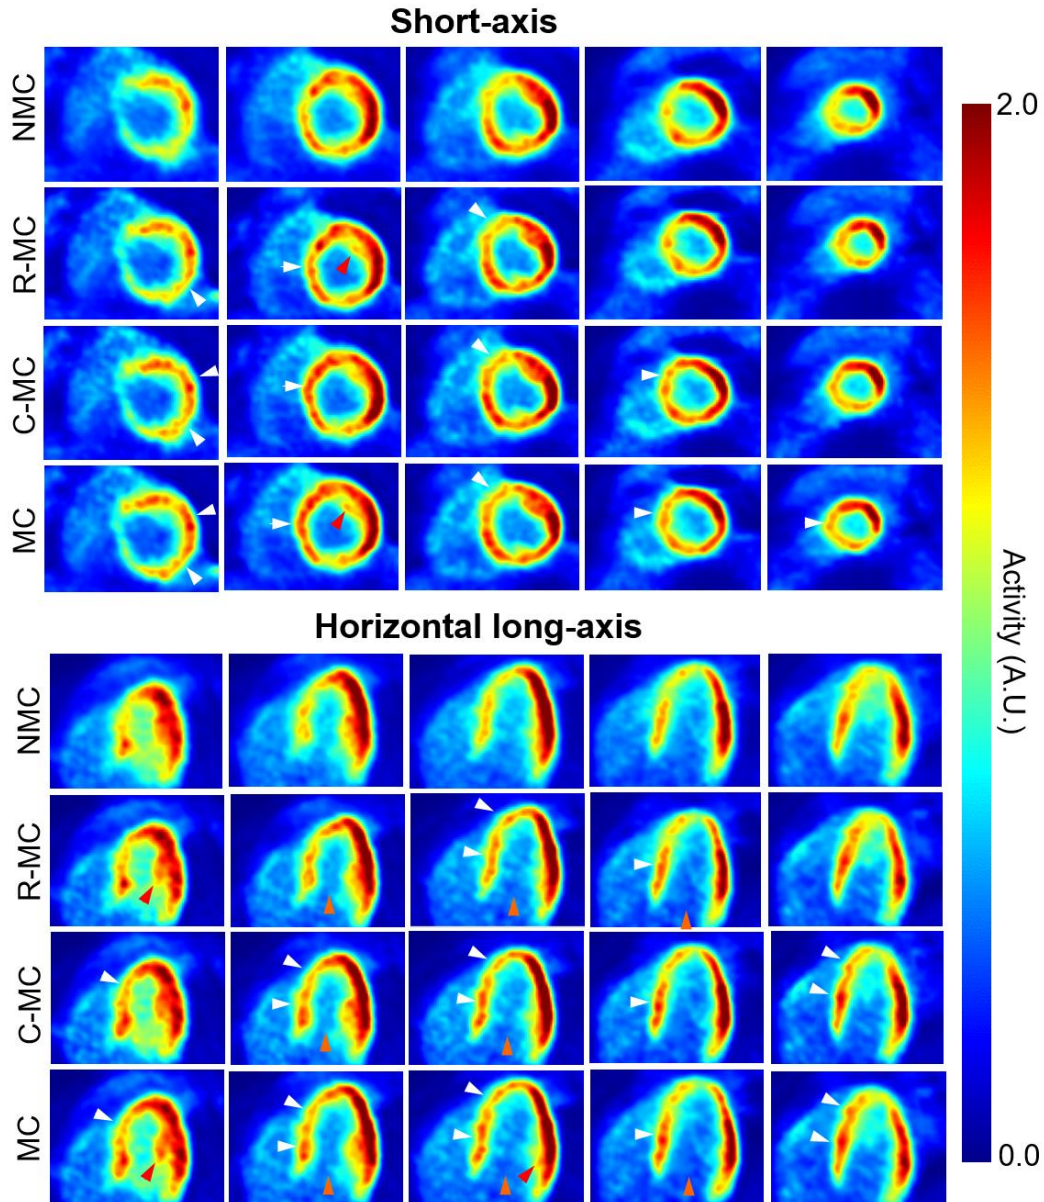 Short-axis
NMC
R-MC
C-MC
MC
2.0
Activity (A.U.)
0.0
Horizontal long-axis
NMC
R-MC
C-MC
MC